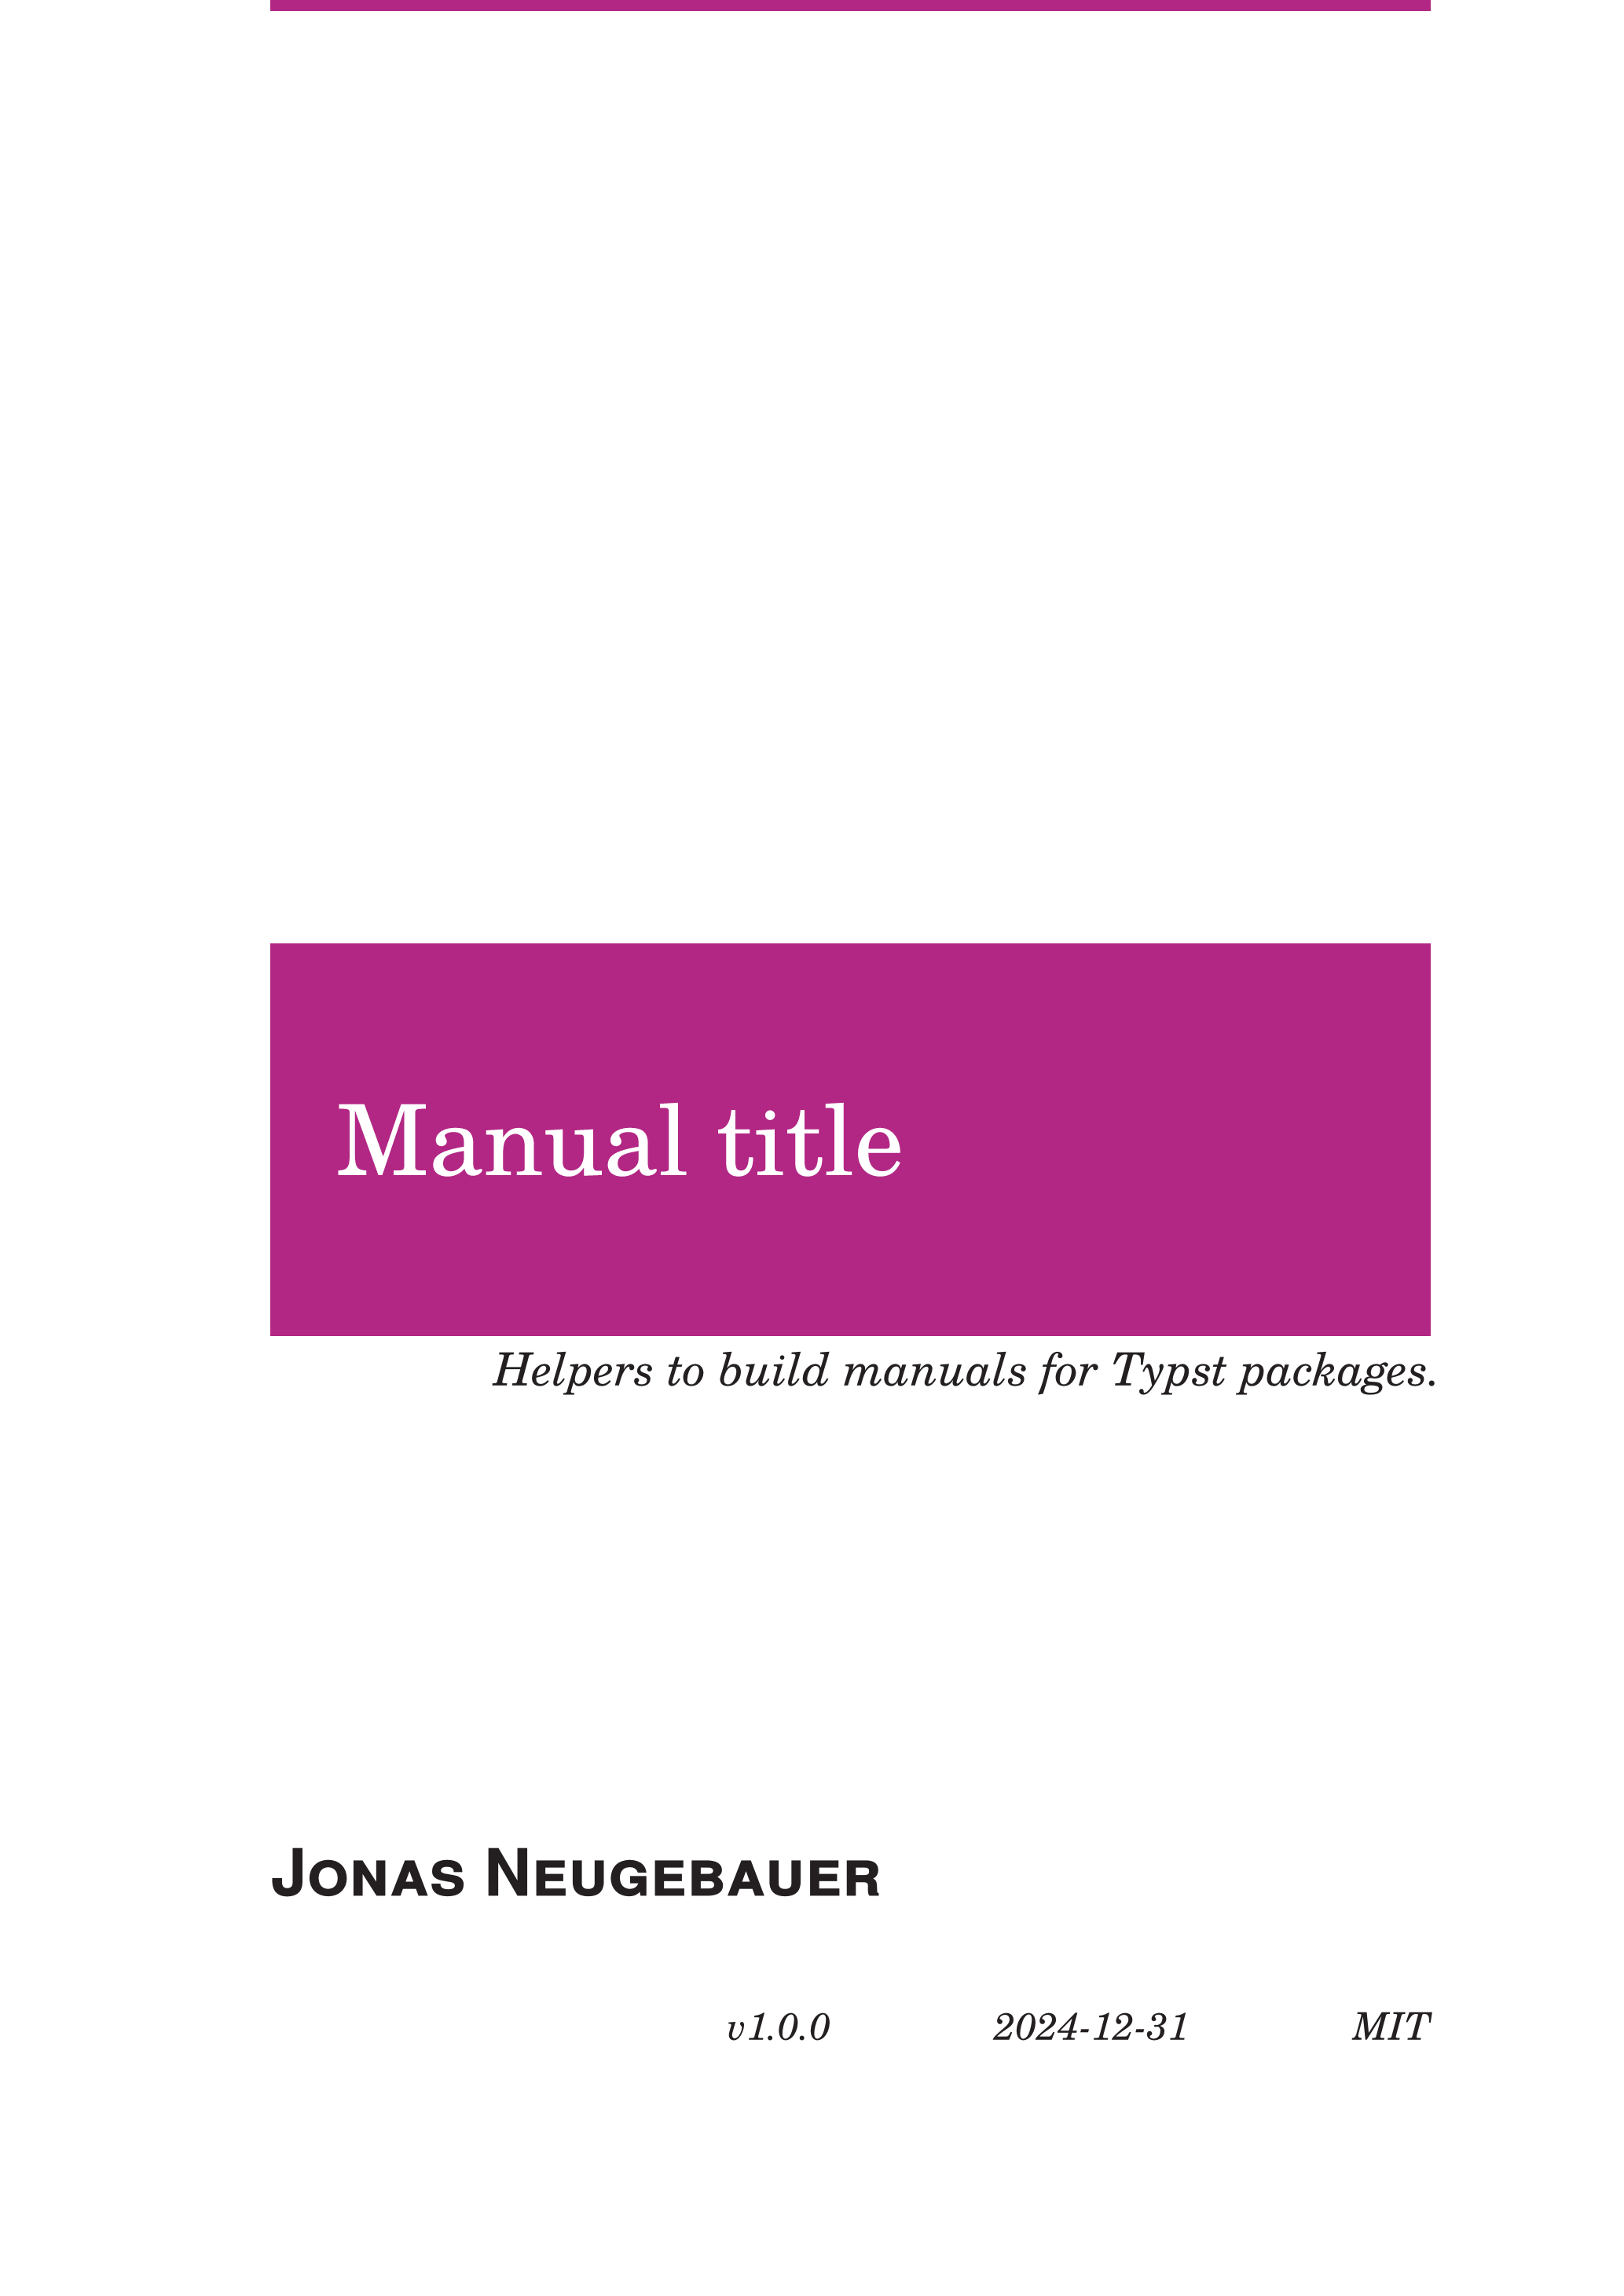 Manual title
Helpers to build manuals for Typst packages.
Jonas Neugebauer
v1.0.0 2024-12-31 MIT